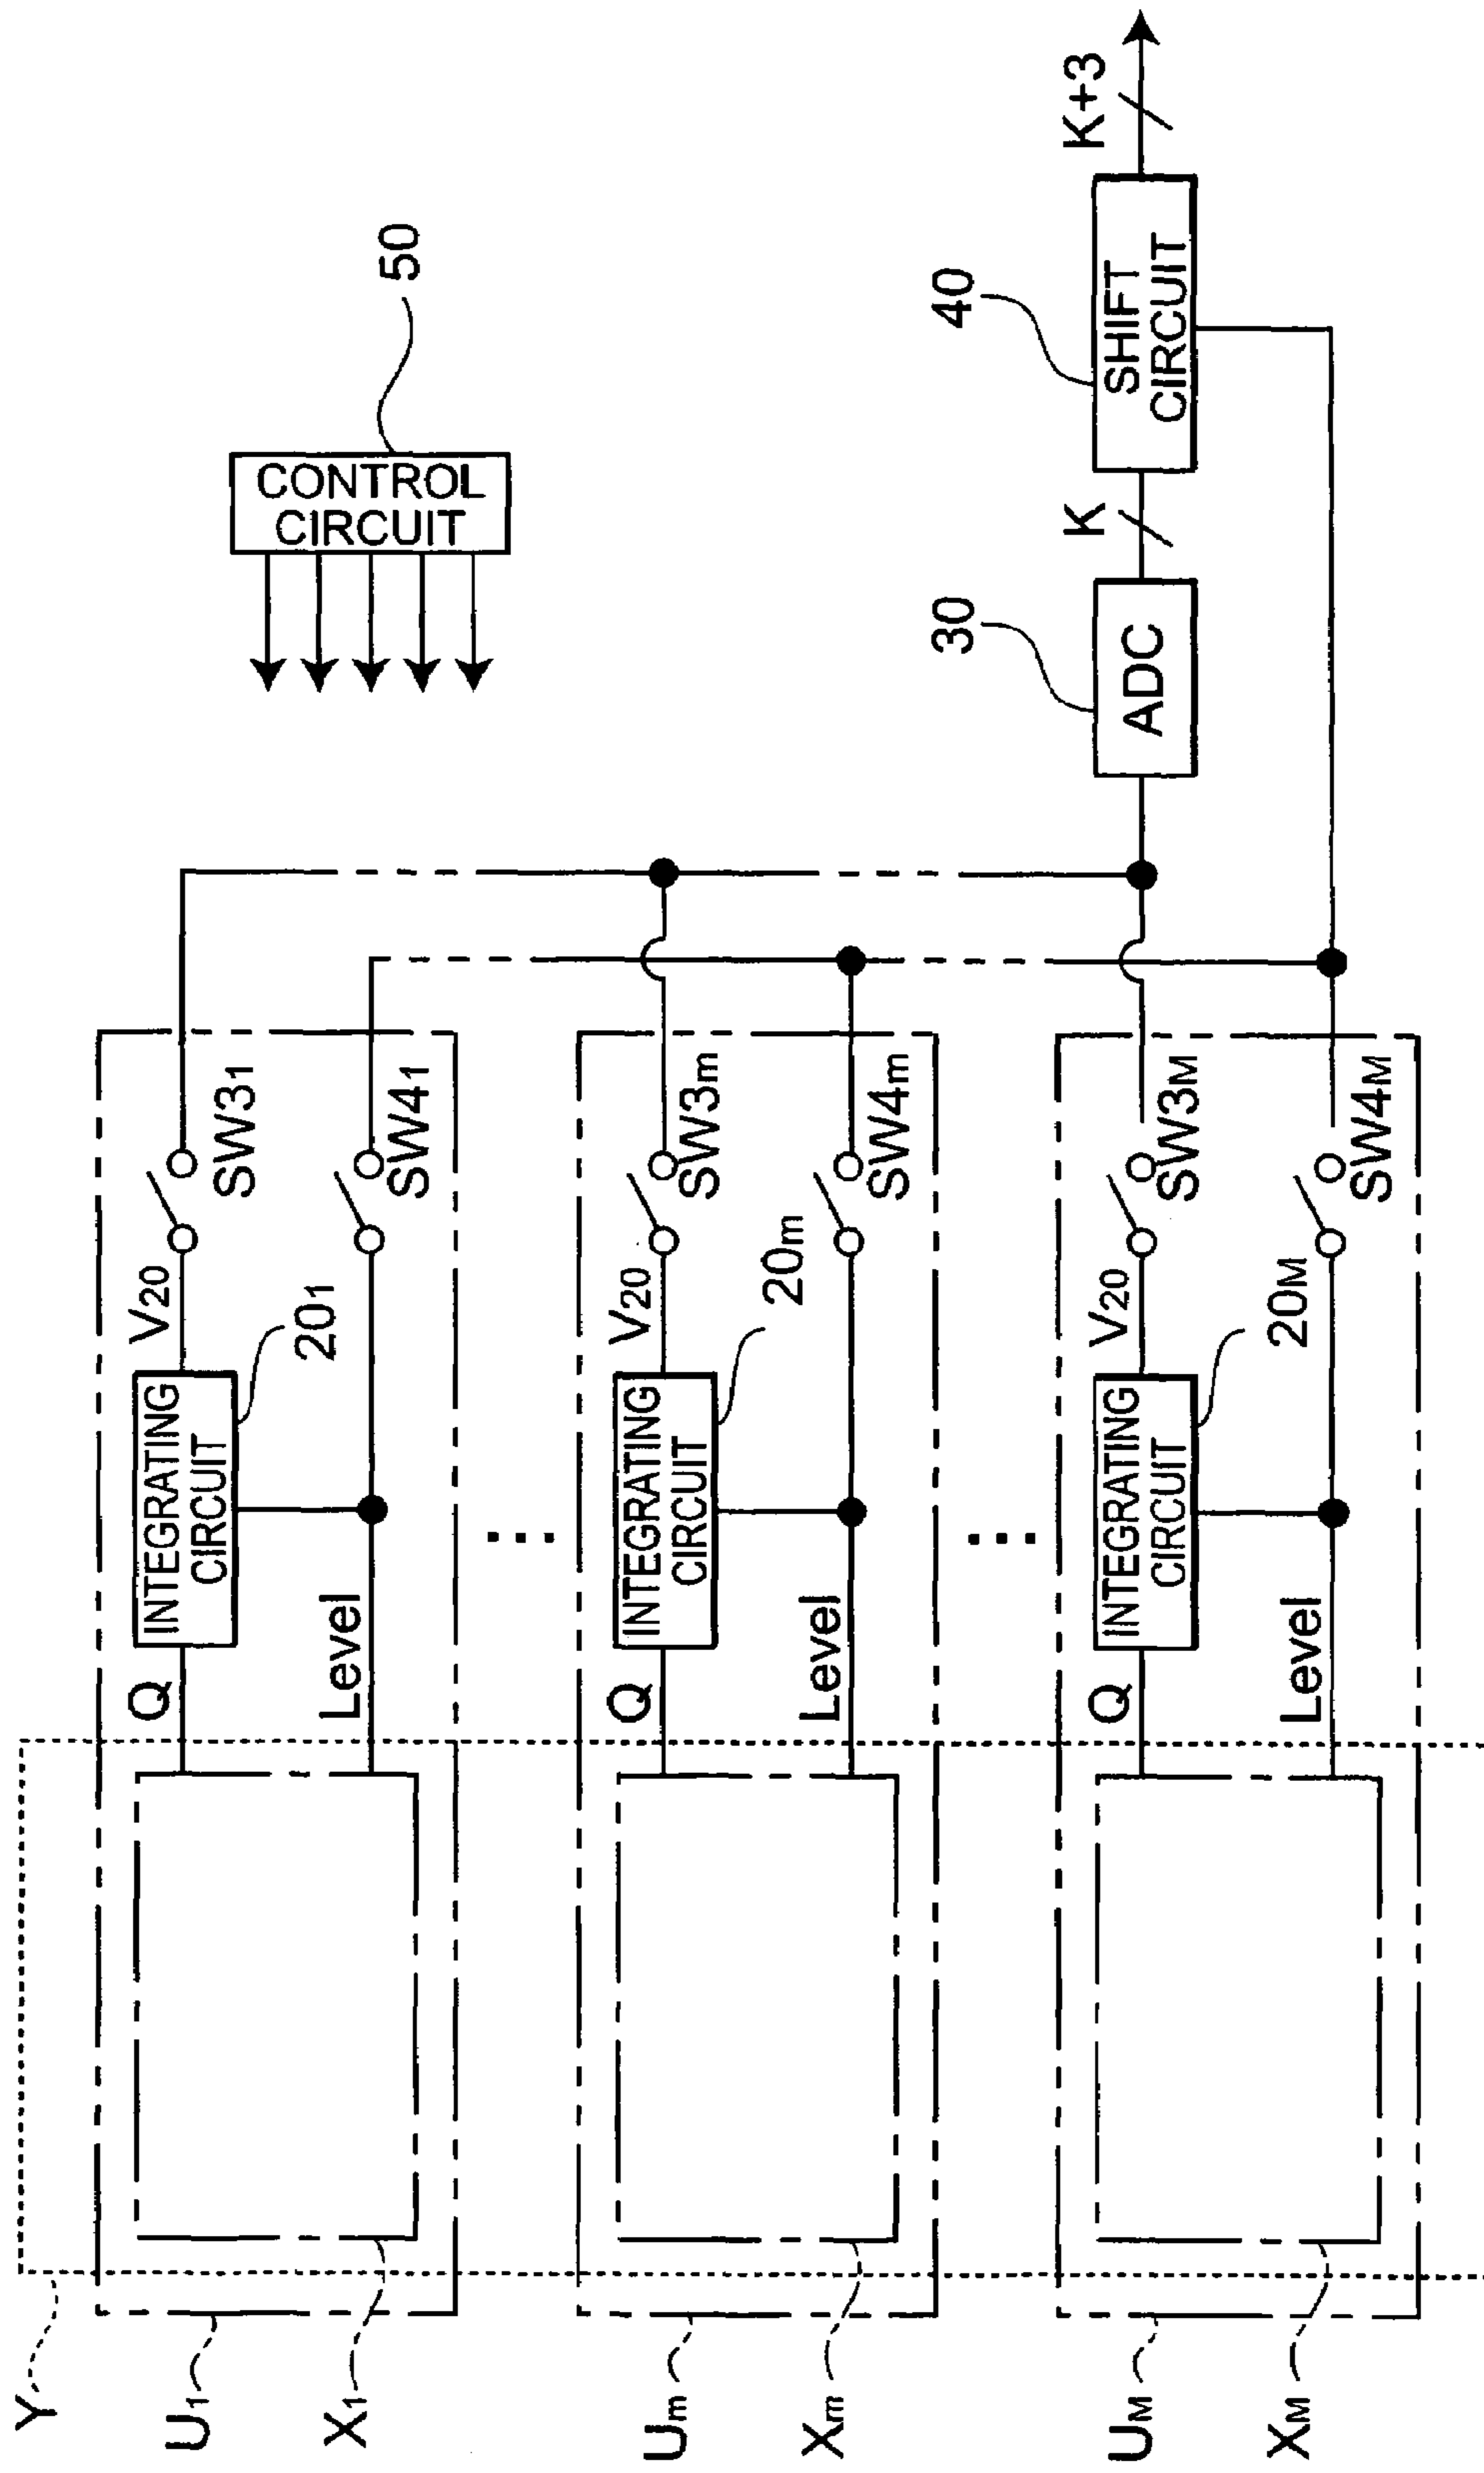 Y
U1
X1
Q
Level
INTEGRATING
CIRCUIT
201
V20
SW31
SW41
Um
Xm
Q
Level
INTEGRATING
CIRCUIT
20m
V20
SW3m
SW4m
UM
XM
Q
Level
INTEGRATING
CIRCUIT
20M
V20
SW3M
SW4M
CONTROL
CIRCUIT
50
30
ADC
K
40
SHIFT
CIRCUIT
K+3